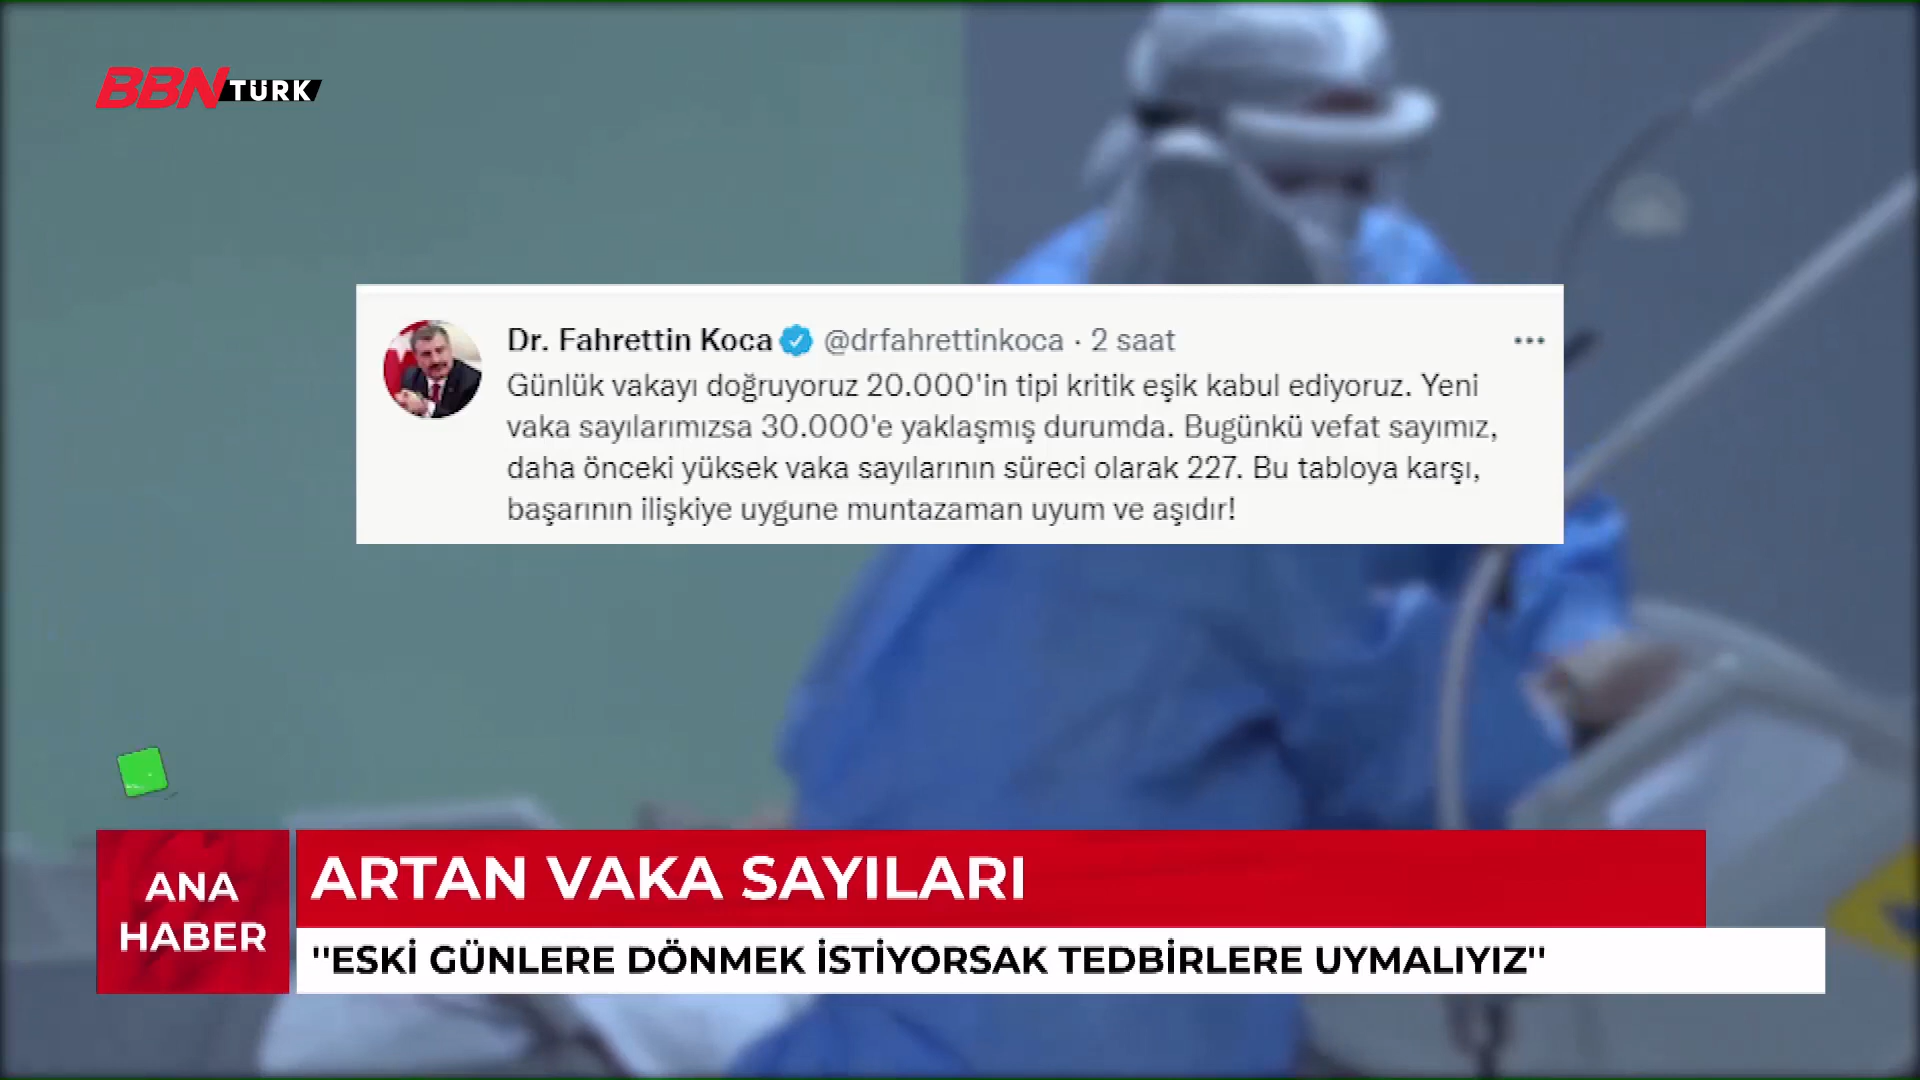 BBN TÜRK
Dr. Fahrettin Koca @drfahrettinkoca · 2 saat
Günlük vakayı doğruyoruz 20.000'in tipi kritik eşik kabul ediyoruz. Yeni
vaka sayılarımızsa 30.000'e yaklaşmış durumda. Bugünkü vefat sayımız,
daha önceki yüksek vaka sayılarının süreci olarak 227. Bu tabloya karşı,
başarının ilişkiye uygune muntazaman uyum ve aşıdır!
ANA
HABER
ARTAN VAKA SAYILARI
''ESKİ GÜNLERE DÖNMEK İSTİYORSAK TEDBİRLERE UYMALIYIZ''